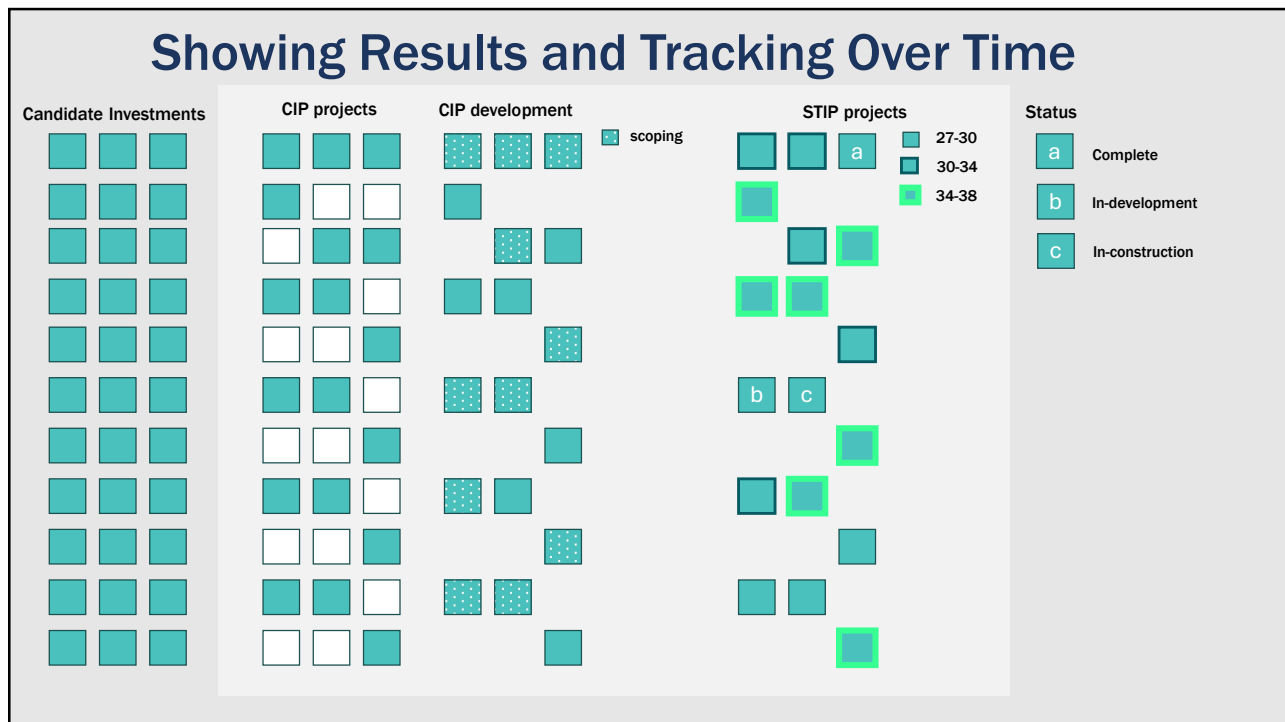 Showing Results and Tracking Over Time
Candidate Investments
CIP projects
CIP development
scoping
STIP projects
27-30
30-34
34-38
a
b
c
Status
a
Complete
b
In-development
c
In-construction